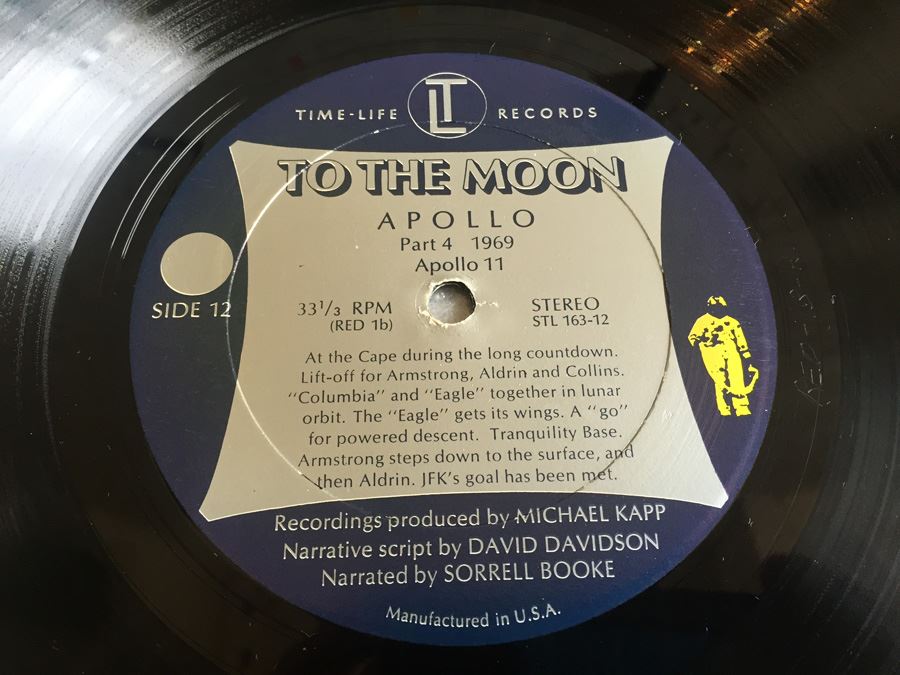 TIME-LIFE TL RECORDS
TO THE MOON
APOLLO
Part 4 1969
Apollo 11
SIDE 12
33 1/3 RPM
(RED 1b)
STEREO
STL 163-12
At the Cape during the long countdown.
Lift-off for Armstrong, Aldrin and Collins.
"Columbia" and "Eagle" together in lunar
orbit. The "Eagle" gets its wings. A "go"
for powered descent. Tranquility Base.
Armstrong steps down to the surface, and
then Aldrin. JFK's goal has been met.
Recordings produced by MICHAEL KAPP
Narrative script by DAVID DAVIDSON
Narrated by SORRELL BOOKE
Manufactured in U.S.A.